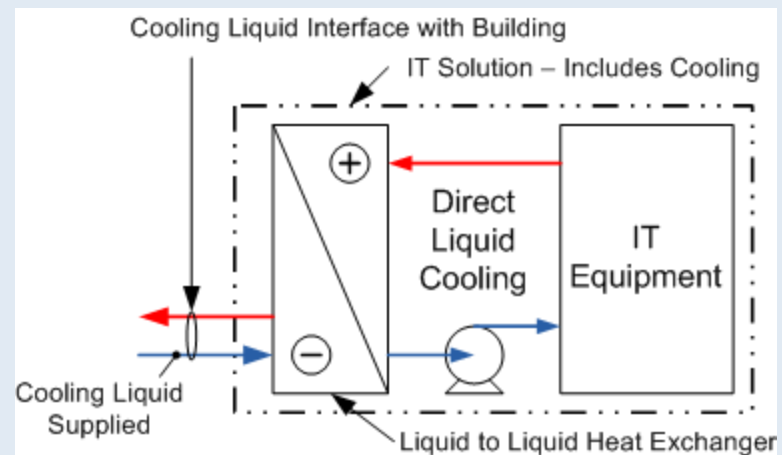 Cooling Liquid Interface with Building
IT Solution – Includes Cooling
+
Direct
Liquid
Cooling
IT
Equipment
−
Cooling Liquid
Supplied
Liquid to Liquid Heat Exchanger